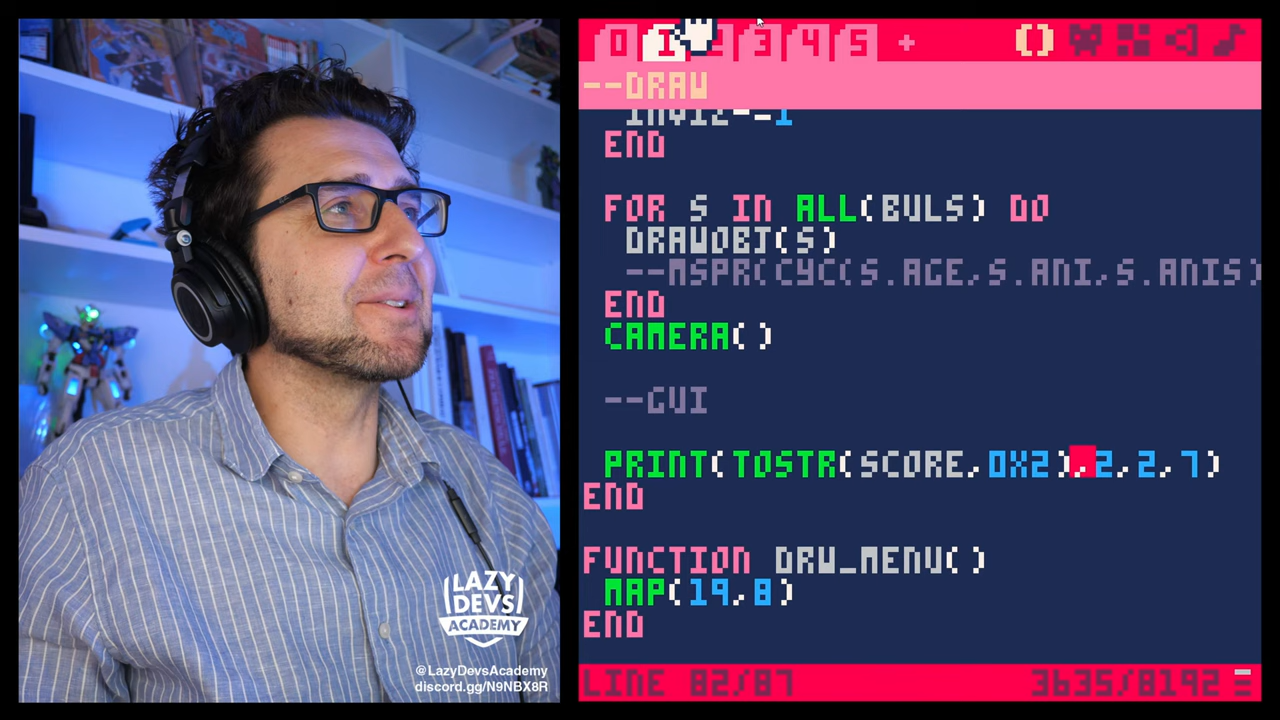 0 1 2 3 4 5 + ()
--DRAW
INVIZ-=1
END
FOR S IN ALL(BULS) DO
DRAWOBJ(S)
--MSPR(CYC(S.AGE,S.ANI,S.ANIS)
END
CAMERA()
--GUI
PRINT(TOSTR(SCORE,0X2),2,2,7)
END
FUNCTION DRW_MENU()
MAP(19,8)
END
LINE 82/87 3635/8192
LAZY
DEVS
ACADEMY
@LazyDevsAcademy
discord.gg/N9NBX8R